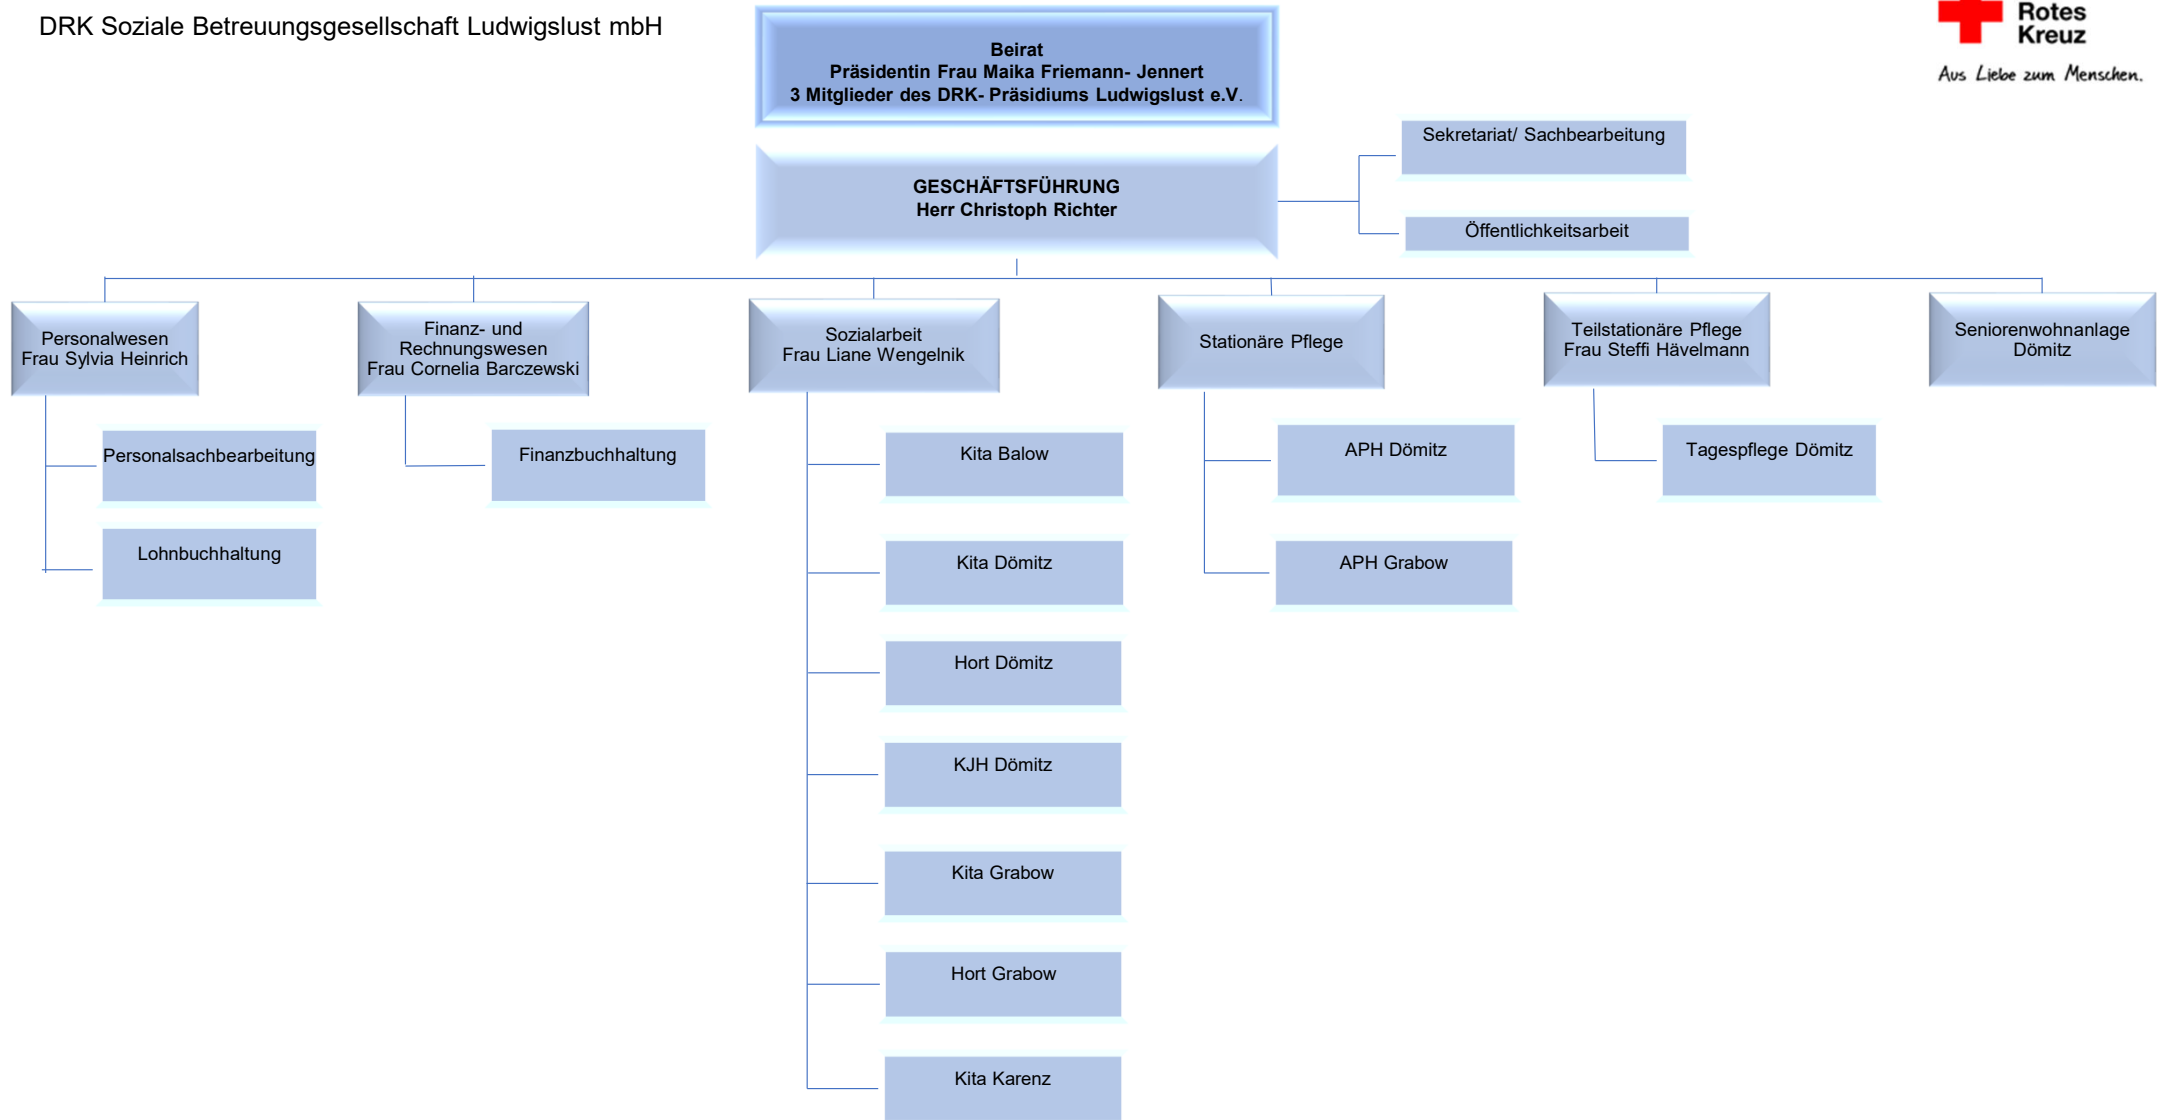 DRK Soziale Betreuungsgesellschaft Ludwigslust mbH
Beirat
Präsidentin Frau Maika Friemann- Jennert
3 Mitglieder des DRK- Präsidiums Ludwigslust e.V.
Rotes
Kreuz
Aus Liebe zum Menschen.
GESCHÄFTSFÜHRUNG
Herr Christoph Richter
Sekretariat/ Sachbearbeitung
Öffentlichkeitsarbeit
Personalwesen
Frau Sylvia Heinrich
Finanz- und
Rechnungswesen
Frau Cornelia Barczewski
Sozialarbeit
Frau Liane Wengelnik
Stationäre Pflege
Teilstationäre Pflege
Frau Steffi Hävelmann
Seniorenwohnanlage
Dömitz
Personalsachbearbeitung
Lohnbuchhaltung
Finanzbuchhaltung
Kita Balow
Kita Dömitz
Hort Dömitz
KJH Dömitz
Kita Grabow
Hort Grabow
Kita Karenz
APH Dömitz
APH Grabow
Tagespflege Dömitz